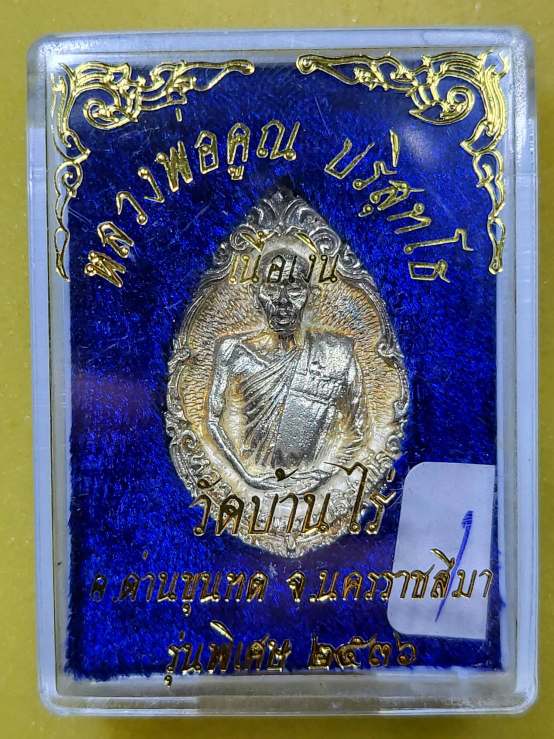 หลวงพ่อคูณ ปริสุทฺโธ
เนื้อเงิน
วัดบ้านไร่
อ.ด่านขุนทด จ.นครราชสีมา
รุ่นพิเศษ ๒๕๓๖